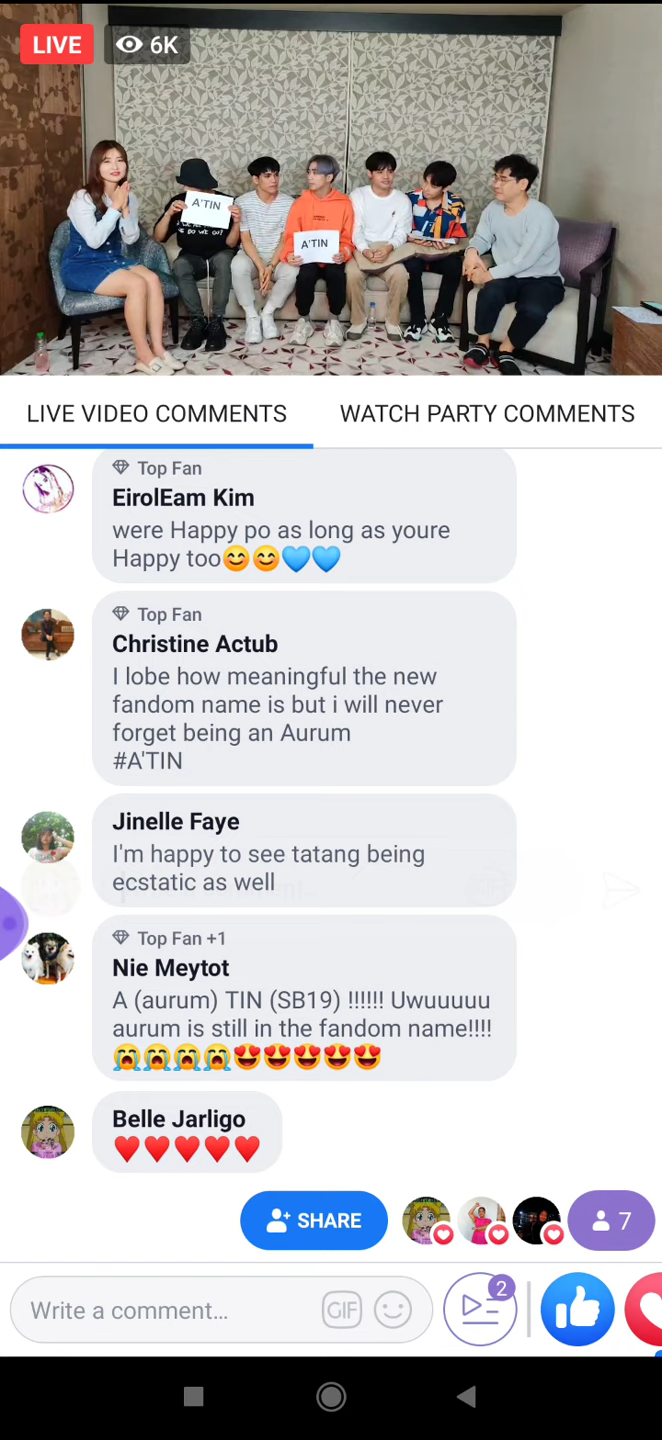 LIVE
6K
A'TIN
DO WE GO?
A'TIN
LIVE VIDEO COMMENTS
WATCH PARTY COMMENTS
Top Fan
EirolEam Kim
were Happy po as long as youre
Happy too😊😊💙💙
Top Fan
Christine Actub
I lobe how meaningful the new
fandom name is but i will never
forget being an Aurum
#A'TIN
Jinelle Faye
I'm happy to see tatang being
ecstatic as well
Top Fan +1
Nie Meytot
A (aurum) TIN (SB19) !!!!!! Uwuuuuu
aurum is still in the fandom name!!!!
😭😭😭😭😍😍😍😍😍
Belle Jarligo
♥️♥️♥️♥️♥️
SHARE
7
Write a comment...
GIF
2